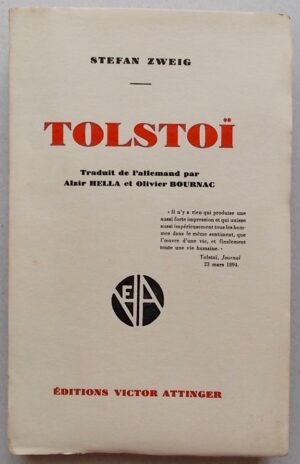 STEFAN ZWEIG
TOLSTOÏ
Traduit de l'allemand par
Alzir HELLA et Olivier BOURNAC
« Il n'y a rien qui produise une
aussi forte impression et qui unisse
aussi impérieusement tous les hom-
mes dans le même sentiment, que
l'œuvre d'une vie, et finalement
toute une vie humaine. »
Tolstoï, Journal
23 mars 1894.
VEA
ÉDITIONS VICTOR ATTINGER